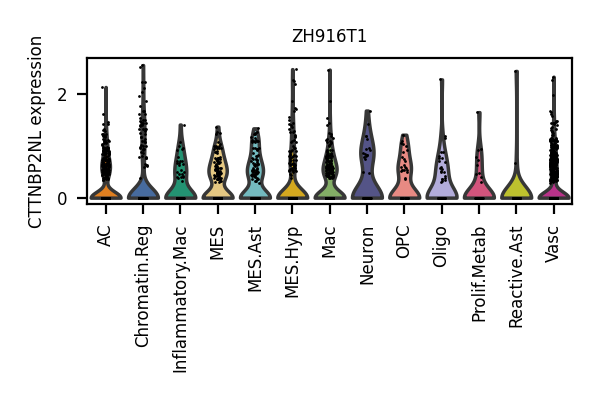 ZH916T1
CTTNBP2NL expression
2
0
AC
Chromatin.Reg
Inflammatory.Mac
MES
MES.Ast
MES.Hyp
Mac
Neuron
OPC
Oligo
Prolif.Metab
Reactive.Ast
Vasc